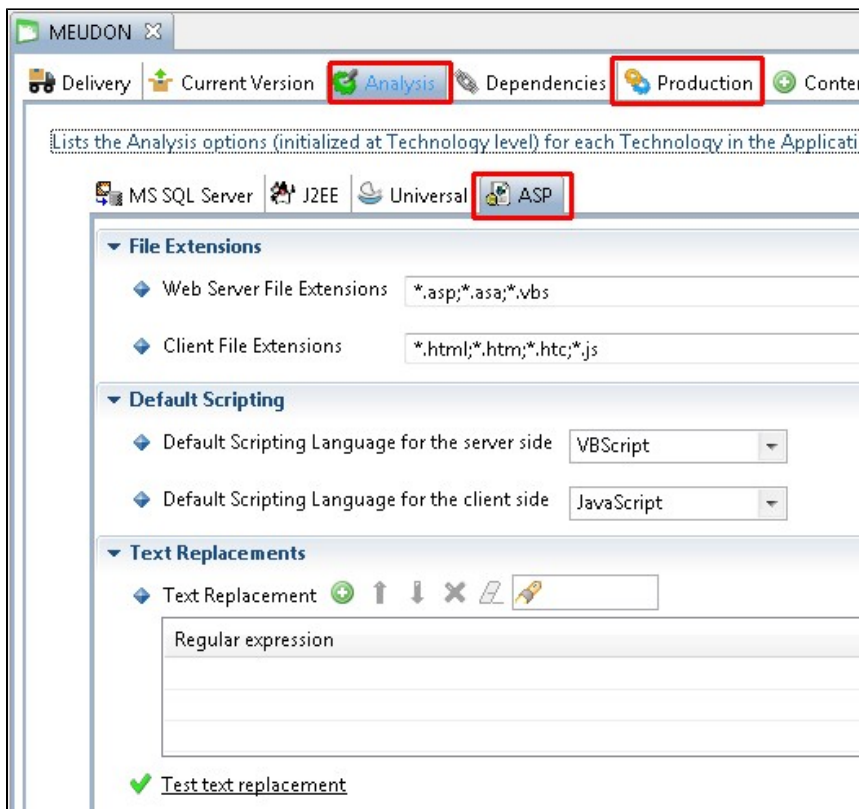 MEUDON
Delivery Current Version Analysis Dependencies Production
Lists the Analysis options (initialized at Technology level) for each Technology in the
MS SQL Server J2EE Universal ASP
File Extensions
Web Server File Extensions *.asp;*.asa;*.vbs
Client File Extensions *.html;*.htm;*.htc;*.js
Default Scripting
Default Scripting Language for the server side VBScript
Default Scripting Language for the client side JavaScript
Text Replacements
Text Replacement
Regular expression
Test text replacement